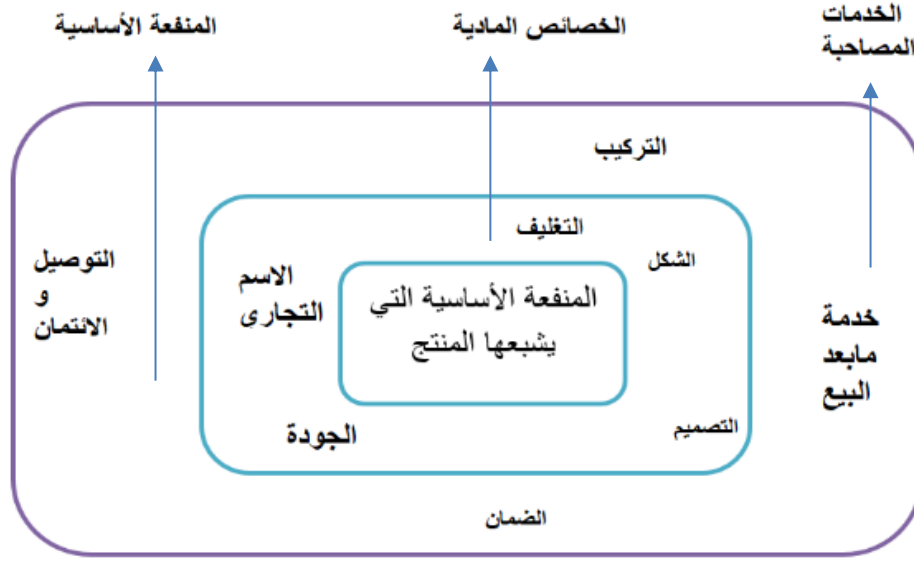 الخدمات
المصاحبة
الخصائص المادية
المنفعة الأساسية
التركيب
التغليف
الشكل
الاسم
التجارى
المنفعة الأساسية التي
يشبعها المنتج
التوصيل
و
الائتمان
خدمة
مابعد
البيع
التصميم
الجودة
الضمان